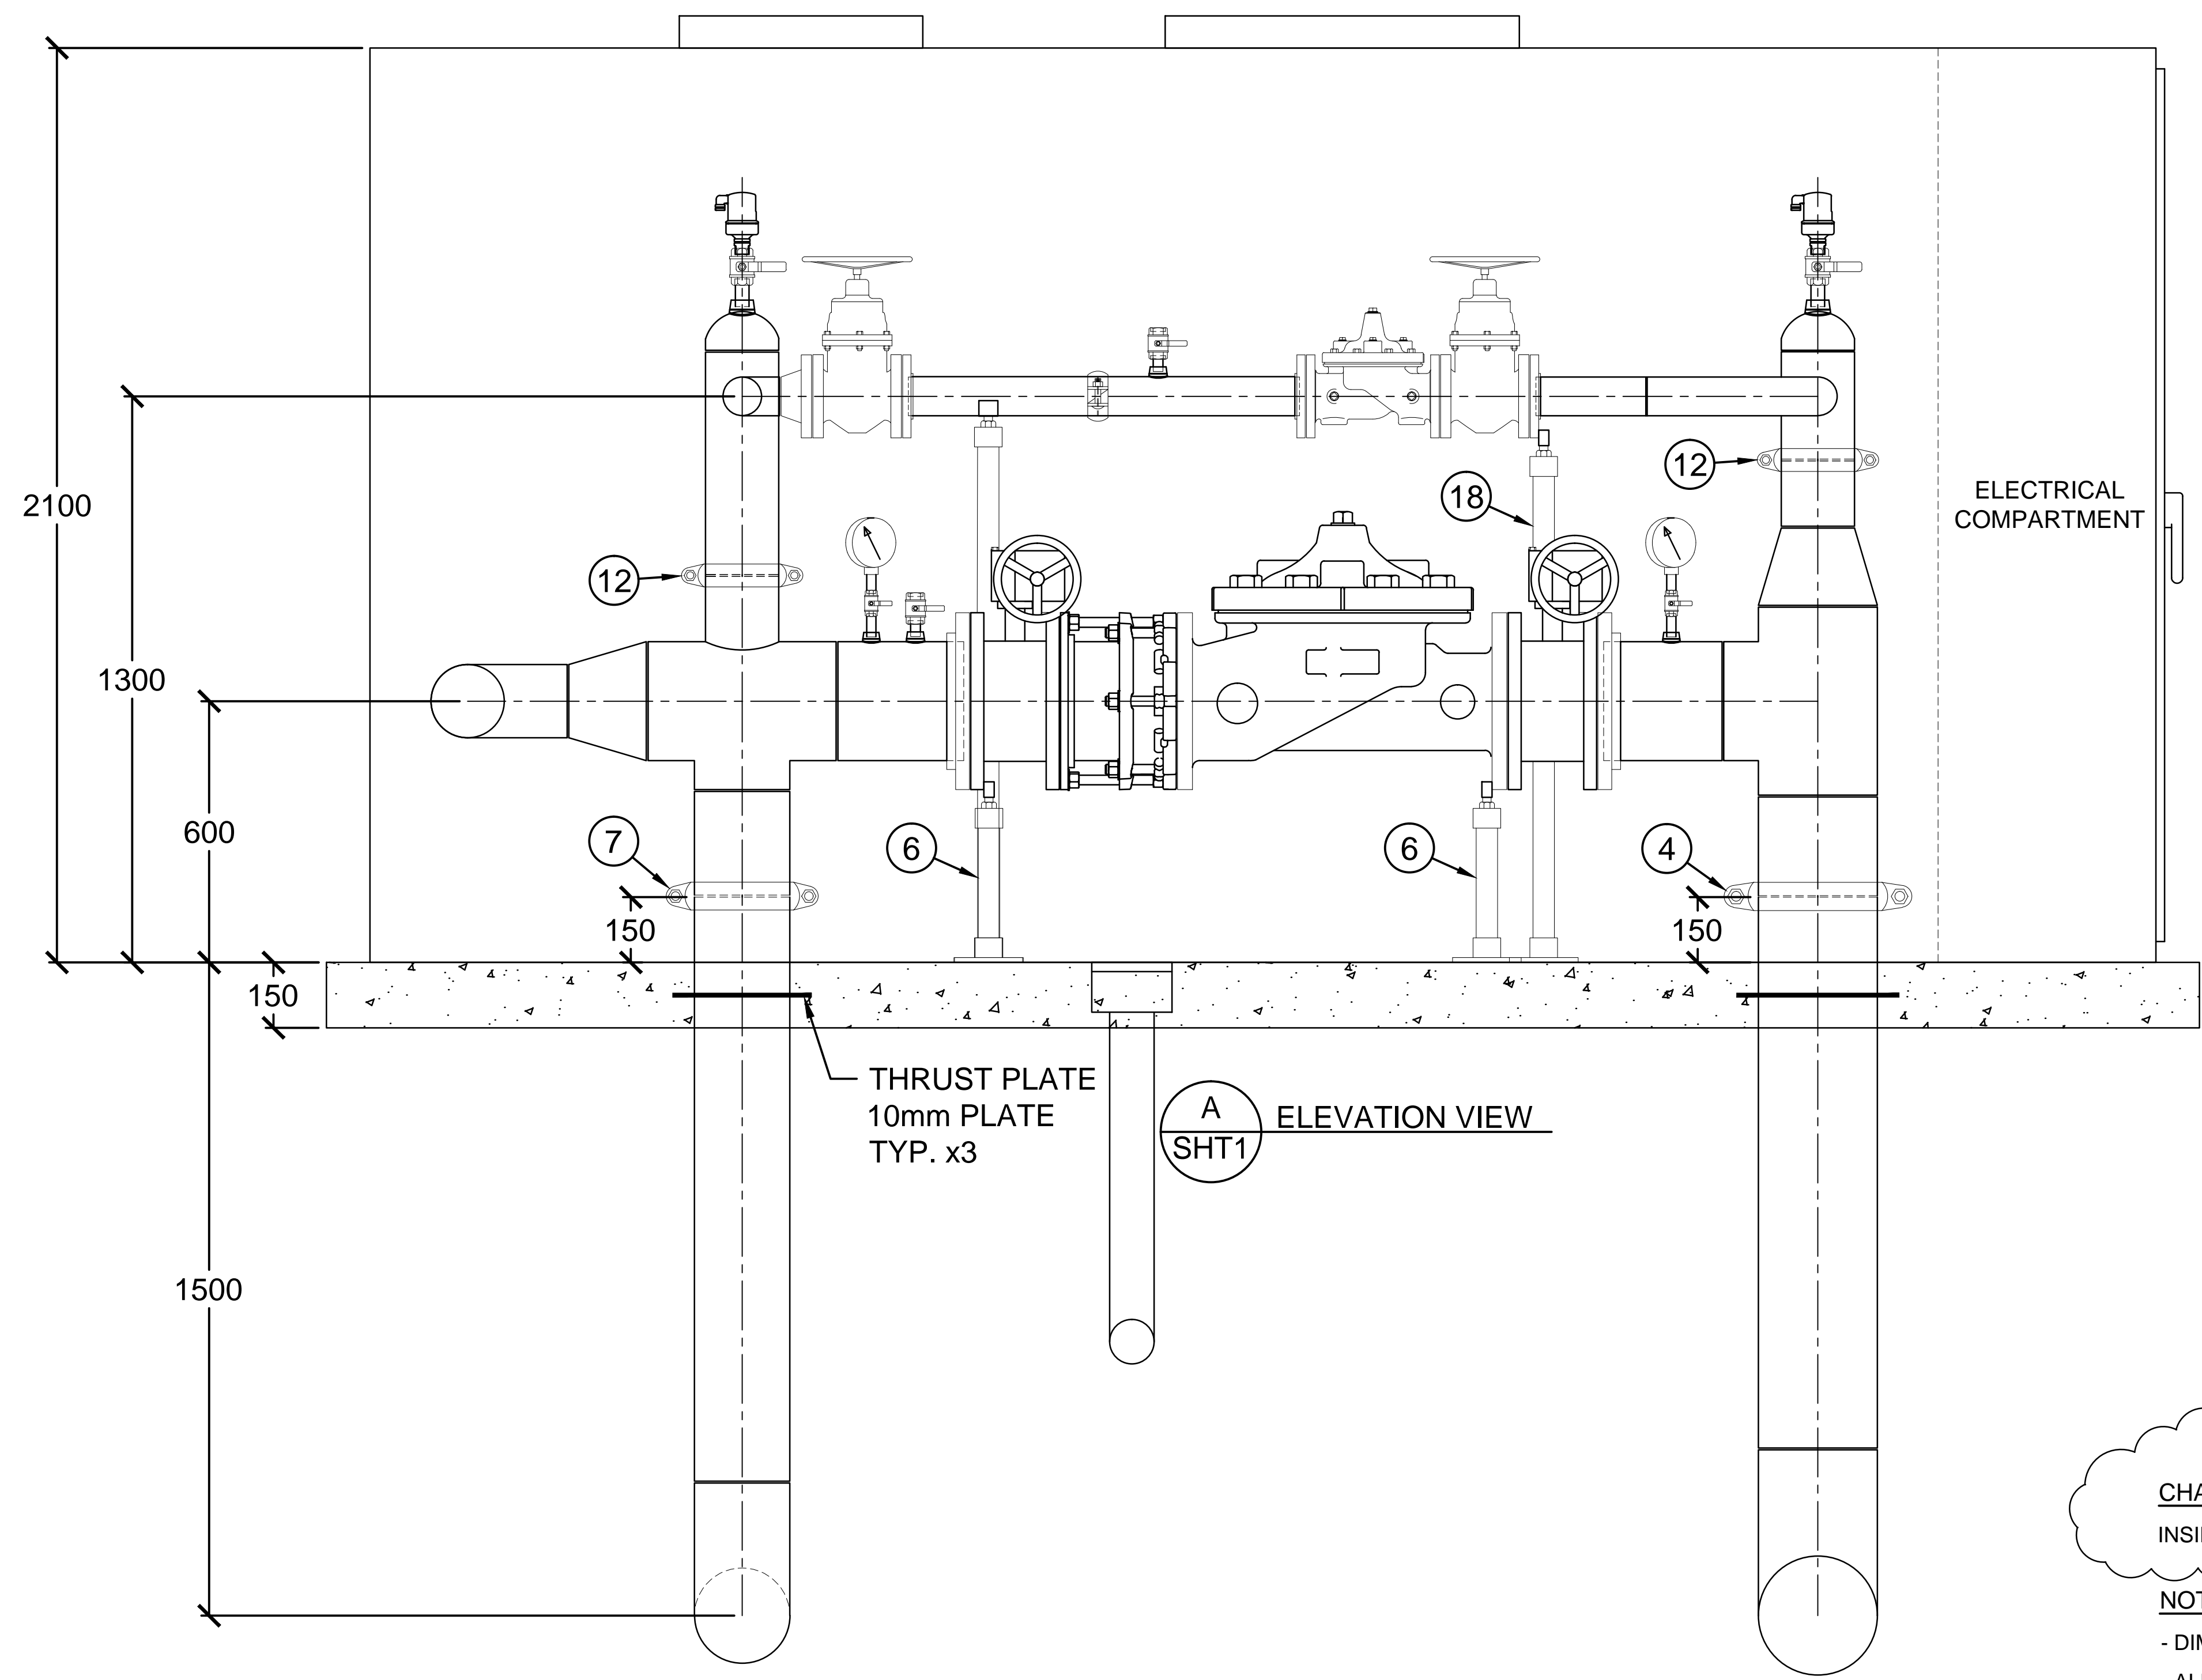 2100
1300
600
150
1500
12
7
150
6
18
6
12
4
150
ELECTRICAL
COMPARTMENT
THRUST PLATE
10mm PLATE
TYP. x3
A
SHT1
ELEVATION VIEW